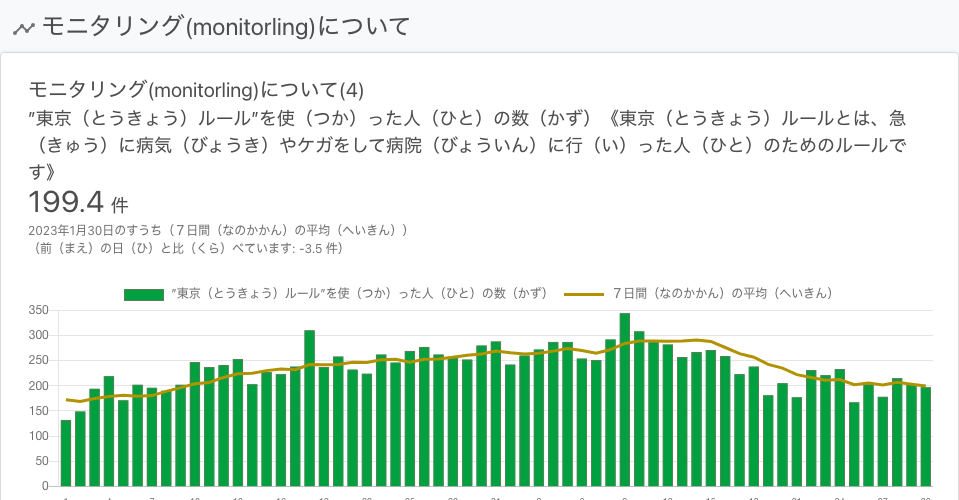 モニタリング(monitorling)について
モニタリング(monitorling)について(4)
”東京（とうきょう）ルール”を使（つか）った人（ひと）の数（かず）《東京（とうきょう）ルールとは、急
（きゅう）に病気（びょうき）やケガをして病院（びょういん）に行（い）った人（ひと）のためのルールで
す》
199.4 件
2023年1月30日のすうち（７日間（なのかかん）の平均（へいきん））
（前（まえ）の日（ひ）と比（くら）べています: -3.5 件）
”東京（とうきょう）ルール”を使（つか）った人（ひと）の数（かず） ７日間（なのかかん）の平均（へいきん）
350
300
250
200
150
100
50
0